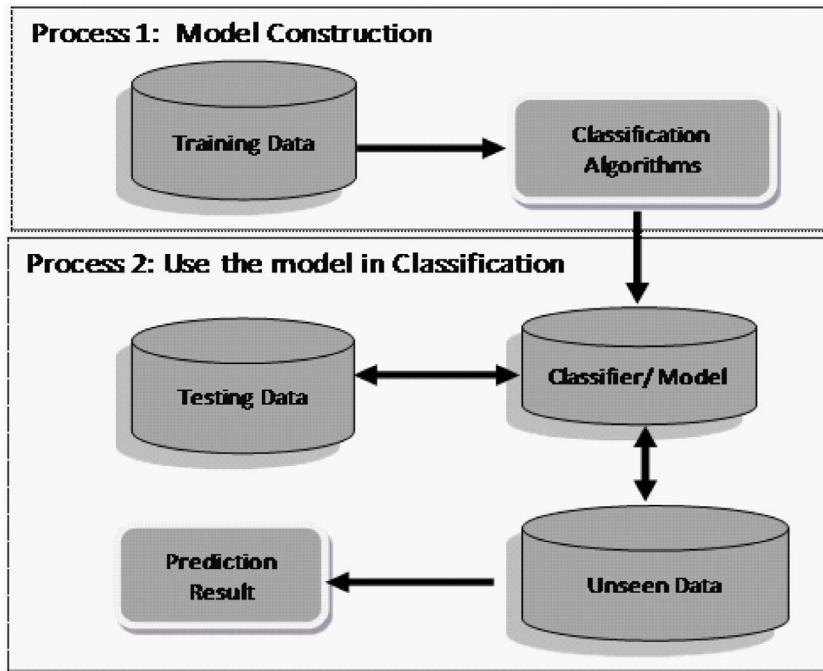 Process 1:  Model Construction
Training Data
Classification
Algorithms
Process 2: Use the model in Classification
Testing Data
Classifier/ Model
Prediction
Result
Unseen Data